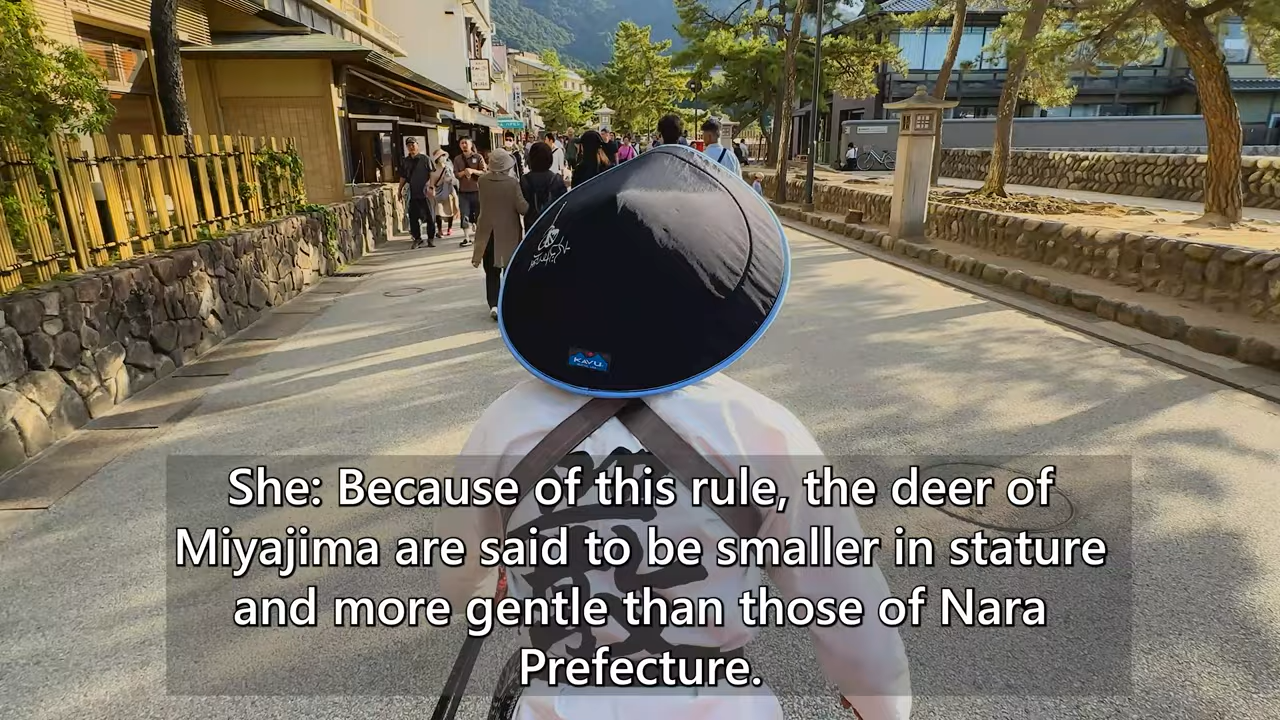 KAVU
She: Because of this rule, the deer of
Miyajima are said to be smaller in stature
and more gentle than those of Nara
Prefecture.